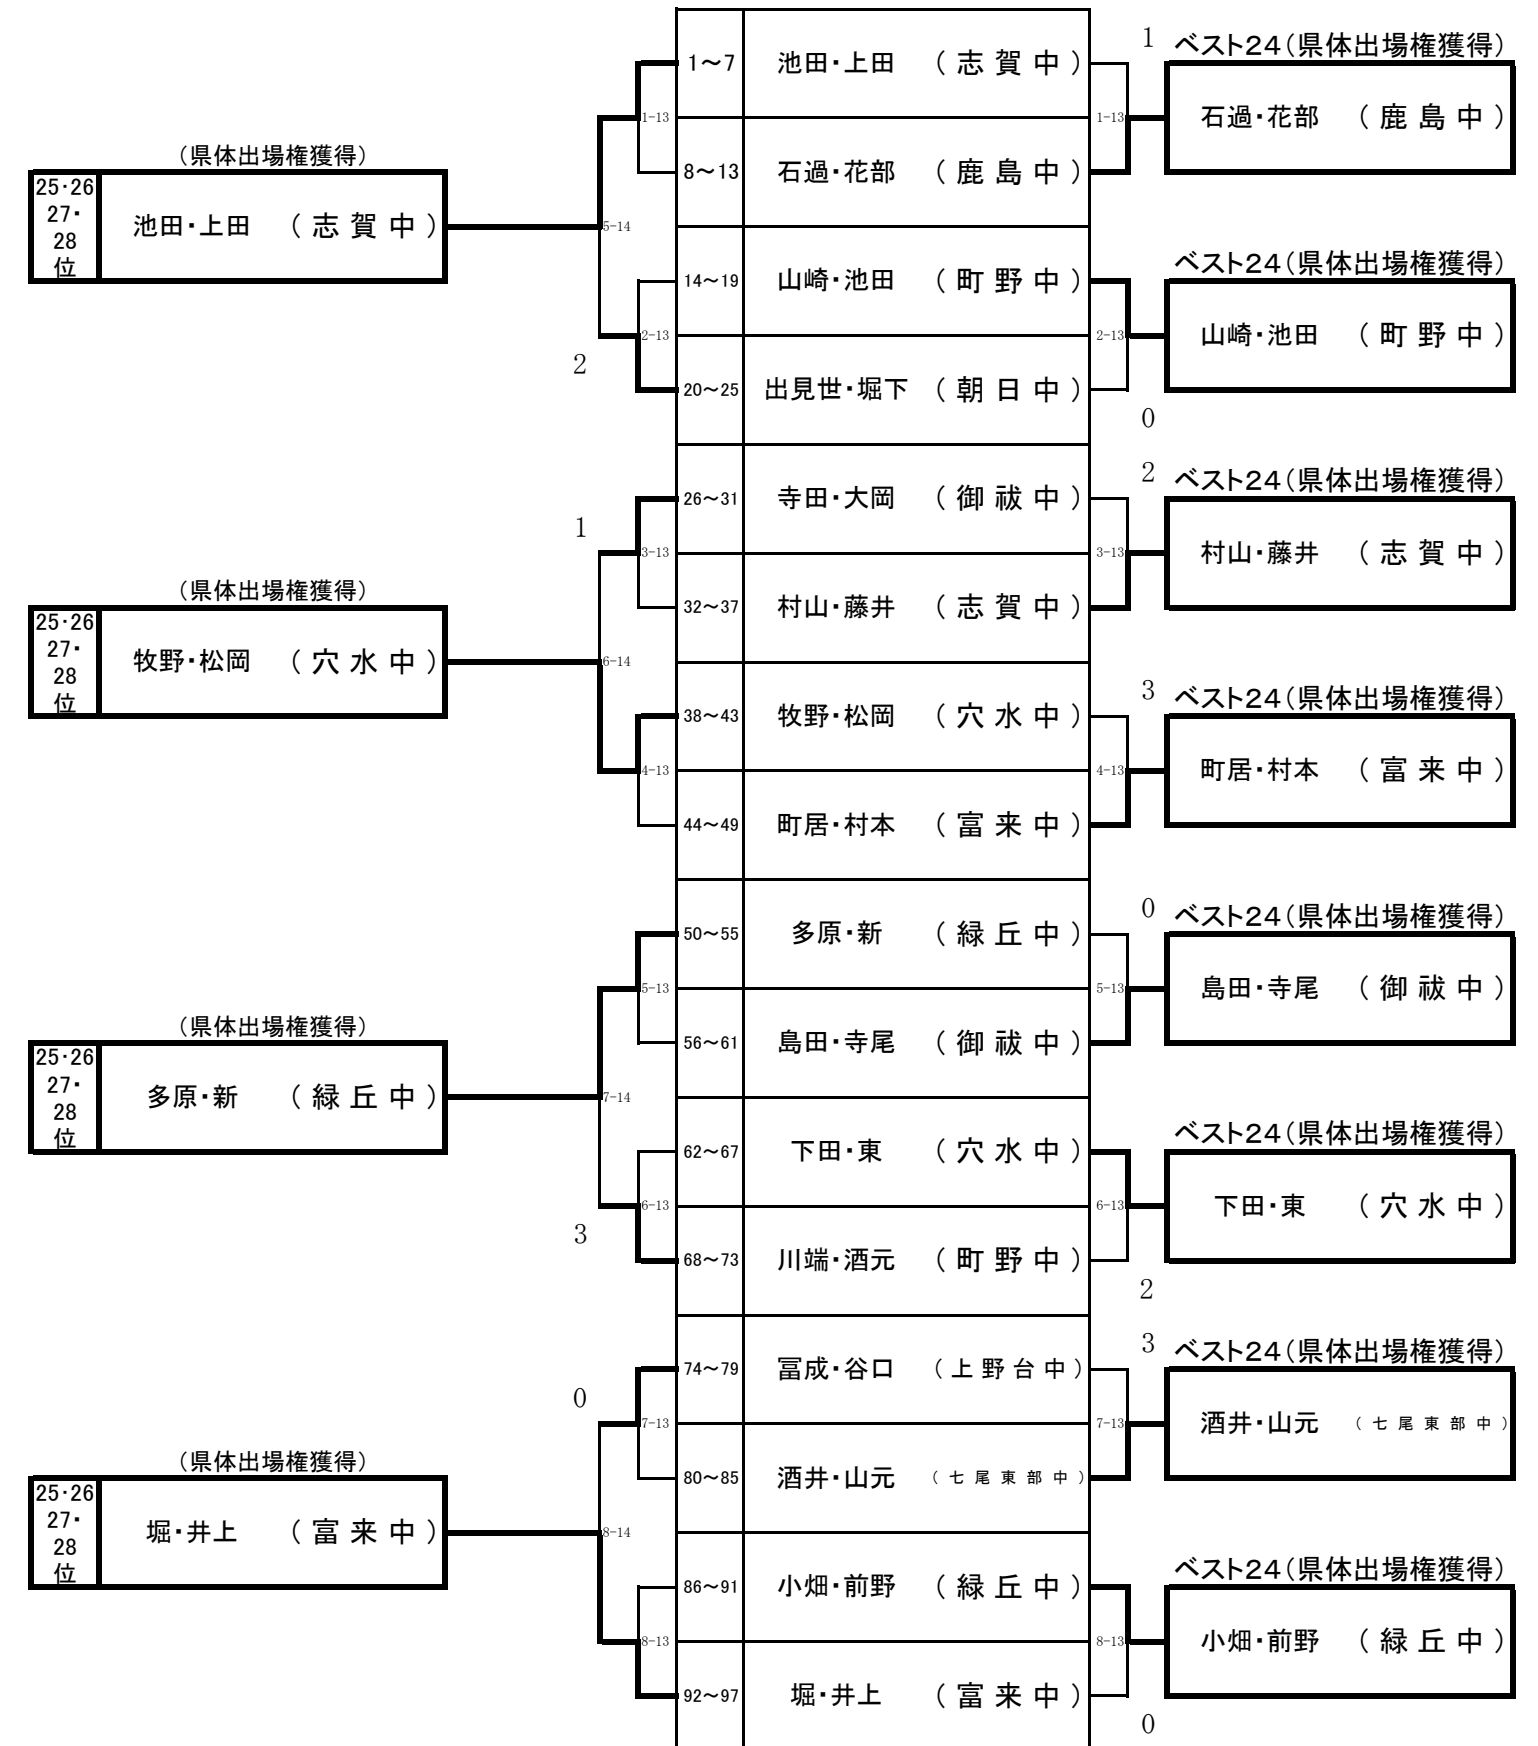 1 ベスト24(県体出場権獲得)
1～7 池田・上田 (志賀中)
1-13 1-13 石過・花部 (鹿島中)
(県体出場権獲得)
8～13 石過・花部 (鹿島中)
25・26
27・
28
位
池田・上田 (志賀中)
5-14
ベスト24(県体出場権獲得)
14～19 山崎・池田 (町野中)
2-13 2-13 山崎・池田 (町野中)
2
20～25 出見世・堀下 (朝日中)
0
2 ベスト24(県体出場権獲得)
26～31 寺田・大岡 (御祓中)
1
3-13 3-13 村山・藤井 (志賀中)
(県体出場権獲得)
32～37 村山・藤井 (志賀中)
25・26
27・
28
位
牧野・松岡 (穴水中)
6-14
3 ベスト24(県体出場権獲得)
38～43 牧野・松岡 (穴水中)
4-13 4-13 町居・村本 (富来中)
44～49 町居・村本 (富来中)
0 ベスト24(県体出場権獲得)
50～55 多原・新 (緑丘中)
5-13 5-13 島田・寺尾 (御祓中)
(県体出場権獲得)
56～61 島田・寺尾 (御祓中)
25・26
27・
28
位
多原・新 (緑丘中)
7-14
ベスト24(県体出場権獲得)
62～67 下田・東 (穴水中)
6-13 6-13 下田・東 (穴水中)
3
68～73 川端・酒元 (町野中)
2
3 ベスト24(県体出場権獲得)
74～79 冨成・谷口 (上野台中)
0
7-13 7-13 酒井・山元 (七尾東部中)
(県体出場権獲得)
80～85 酒井・山元 (七尾東部中)
25・26
27・
28
位
堀・井上 (富来中)
8-14
ベスト24(県体出場権獲得)
86～91 小畑・前野 (緑丘中)
8-13 8-13 小畑・前野 (緑丘中)
92～97 堀・井上 (富来中)
0